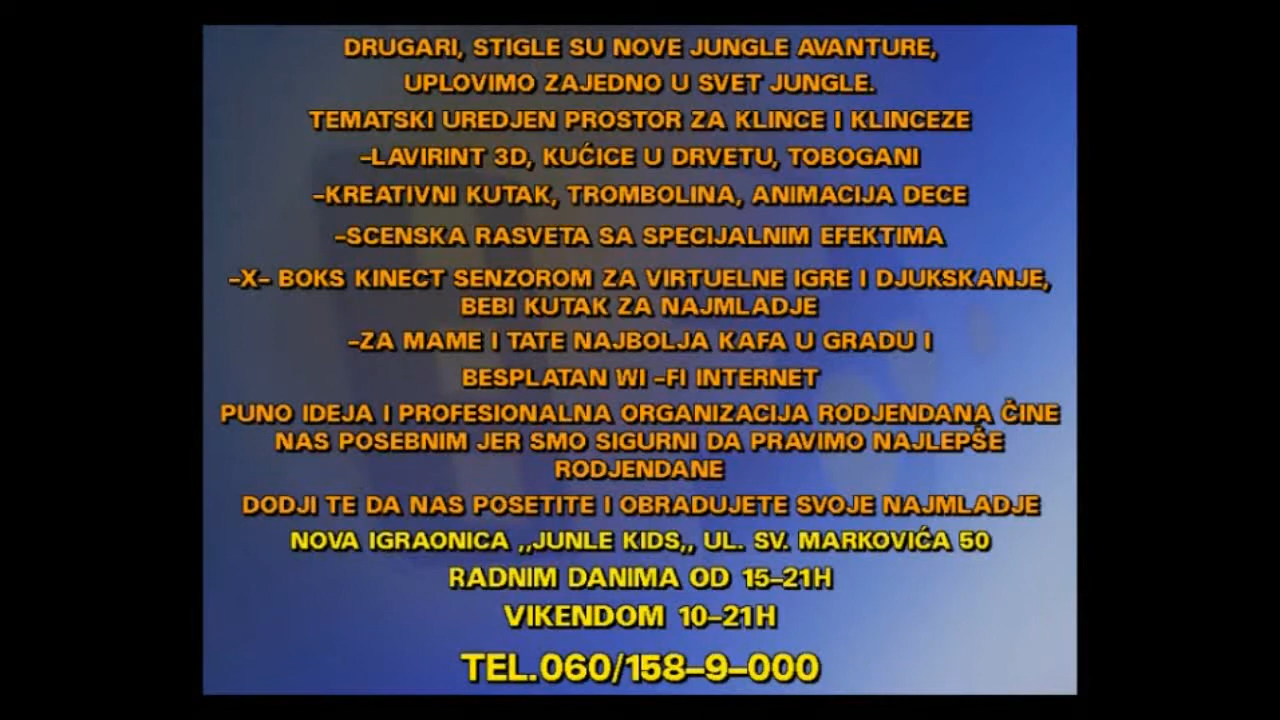 DRUGARI, STIGLE SU NOVE JUNGLE AVANTURE,
UPLOVIMO ZAJEDNO U SVET JUNGLE.
TEMATSKI UREDJEN PROSTOR ZA KLINCE I KLINCEZE
-LAVIRINT 3D, KUĆICE U DRVETU, TOBOGANI
-KREATIVNI KUTAK, TROMBOLINA, ANIMACIJA DECE
-SCENSKA RASVETA SA SPECIJALNIM EFEKTIMA
-X- BOKS KINECT SENZOROM ZA VIRTUELNE IGRE I DJUKSKANJE,
BEBI KUTAK ZA NAJMLADJE
-ZA MAME I TATE NAJBOLJA KAFA U GRADU I
BESPLATAN WI -FI INTERNET
PUNO IDEJA I PROFESIONALNA ORGANIZACIJA RODJENDANA ČINE
NAS POSEBNIM JER SMO SIGURNI DA PRAVIMO NAJLEPŠE
RODJENDANE
DODJI TE DA NAS POSETITE I OBRADUJETE SVOJE NAJMLADJE
NOVA IGRAONICA ,,JUNLE KIDS,, UL. SV. MARKOVIĆA 50
RADNIM DANIMA OD 15-21H
VIKENDOM 10-21H
TEL.060/158-9-000